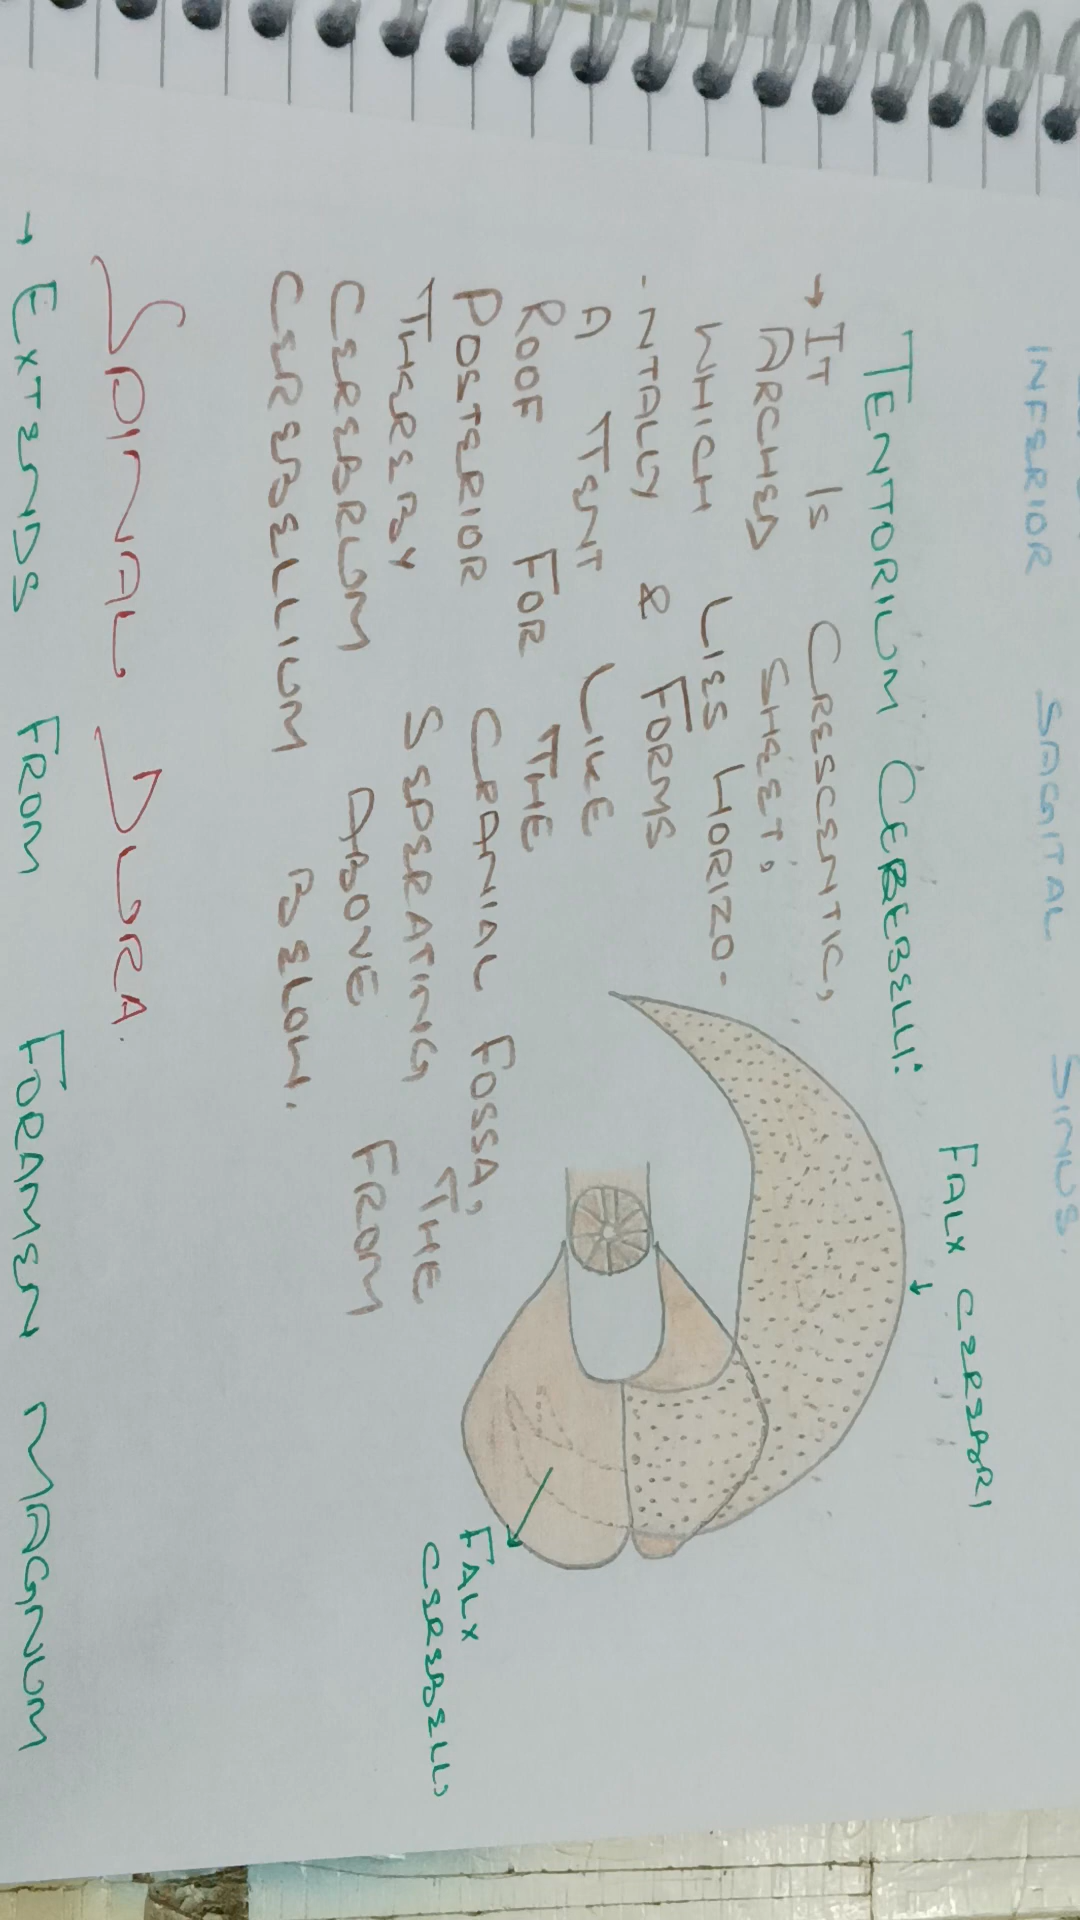 INFERIOR SAGITAL SINUS.
TENTORIUM CEREBELLI:
→ IT IS CRESCENTIC,
ARCHED SHEET,
WHICH LIES HORIZO-
-NTALLY & FORMS
A TENT LIKE
ROOF FOR THE
POSTERIOR CRANIAL FOSSA,
THEREBY SEPERATING THE
CEREBRUM ABOVE FROM
CEREBELLIUM BELOW.
FALX CEREBRI
FALX
CEREBELLI
SPINAL DURA.
→ EXTENDS FROM FORAMEN MAGNUM